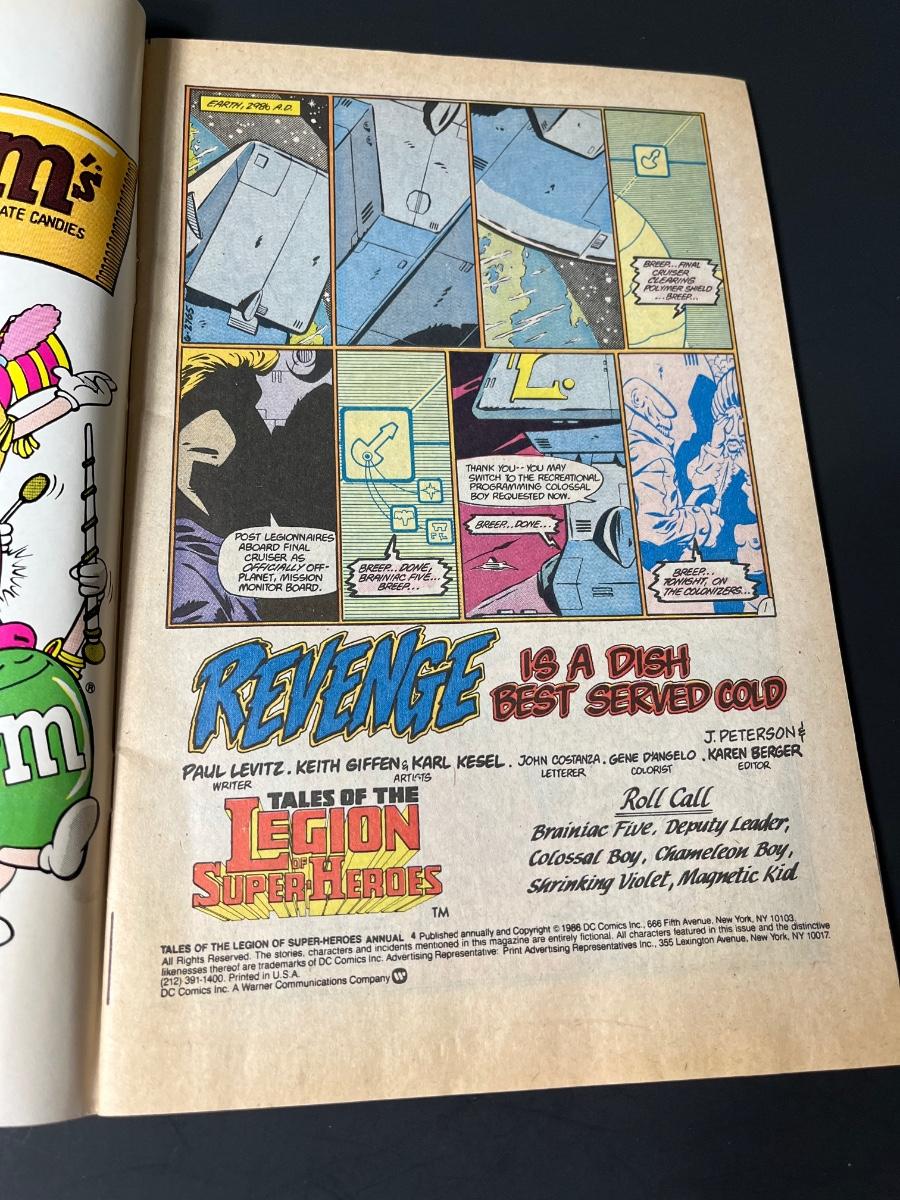 m's
ATE CANDIES
m
®
EARTH, 2986 A.D.
G-2765
BREEP...FINAL
CRUISER
CLEARING
POLYMER SHIELD
...BREEP...
POST LEGIONNAIRES
ABOARD FINAL
CRUISER AS
OFFICIALLY OFF-
PLANET, MISSION
MONITOR BOARD.
BREEP...DONE,
BRAINIAC FIVE...
BREEP...
L.
THANK YOU--YOU MAY
SWITCH TO THE RECREATIONAL
PROGRAMMING COLOSSAL
BOY REQUESTED NOW.
BREEP...DONE...
BREEP...
TONIGHT, ON
THE COLONIZERS...
1
REVENGE IS A DISH
BEST SERVED COLD
PAUL LEVITZ. KEITH GIFFEN & KARL KESEL. JOHN COSTANZA. GENE D'ANGELO. J. PETERSON &
KAREN BERGER
WRITER ARTISTS LETTERER COLORIST EDITOR
TALES OF THE
LEGION
OF
SUPER-HEROES
TM
Roll Call
Brainiac Five, Deputy Leader,
Colossal Boy, Chameleon Boy,
Shrinking Violet, Magnetic Kid
TALES OF THE LEGION OF SUPER-HEROES ANNUAL 4 Published annually and Copyright © 1986 DC Comics Inc., 666 Fifth Avenue, New York, NY 10103.
All Rights Reserved. The stories, characters and incidents mentioned in this magazine are entirely fictional. All characters featured in this issue and the distinctive
likenesses thereof are trademarks of DC Comics Inc. Advertising Representative: Print Advertising Representatives Inc., 355 Lexington Avenue, New York, NY 10017.
(212) 391-1400. Printed in U.S.A.
DC Comics Inc. A Warner Communications Company